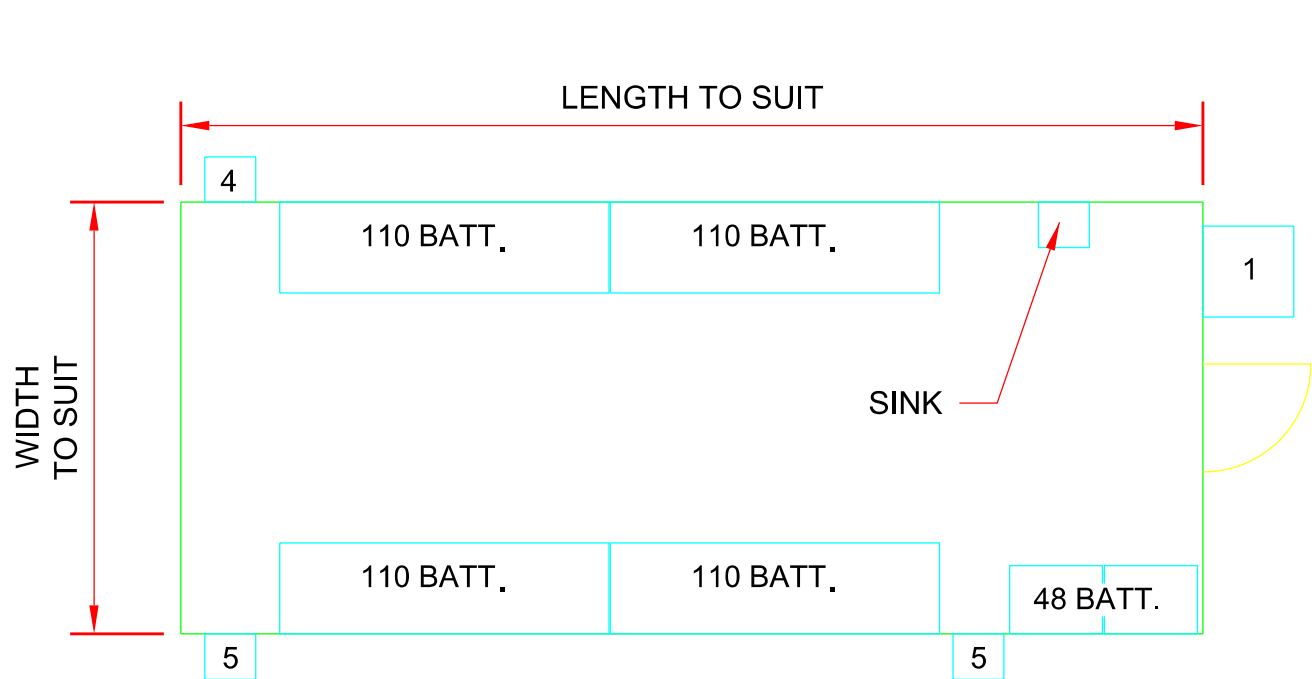 LENGTH TO SUIT
4
110 BATT.
110 BATT.
1
WIDTH
TO SUIT
SINK
110 BATT.
110 BATT.
48 BATT.
5
5